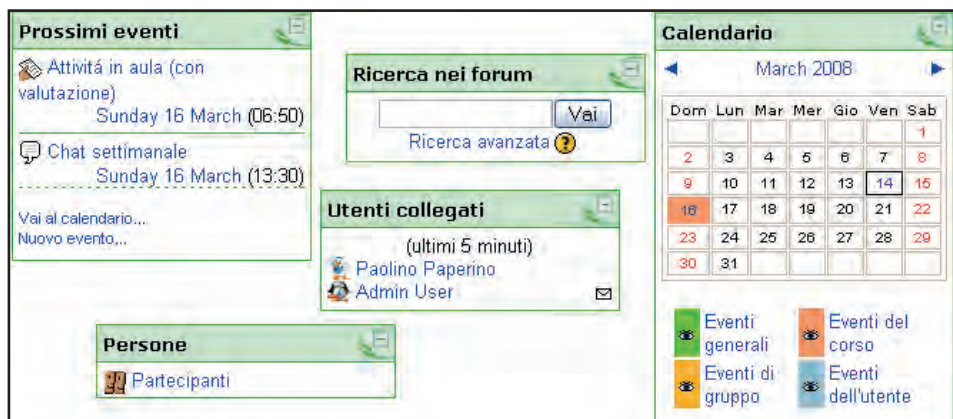 Prossimi eventi
Attivitá in aula (con
valutazione)
Sunday 16 March (06:50)
Chat settimanale
Sunday 16 March (13:30)
Vai al calendario...
Nuovo evento...
Ricerca nei forum
Vai
Ricerca avanzata ?
Utenti collegati
(ultimi 5 minuti)
Paolino Paperino
Admin User
Persone
Partecipanti
Calendario
March 2008
Dom Lun Mar Mer Gio Ven Sab
1
2 3 4 5 6 7 8
9 10 11 12 13 14 15
16 17 18 19 20 21 22
23 24 25 26 27 28 29
30 31
Eventi
generali
Eventi del
corso
Eventi di
gruppo
Eventi
dell'utente